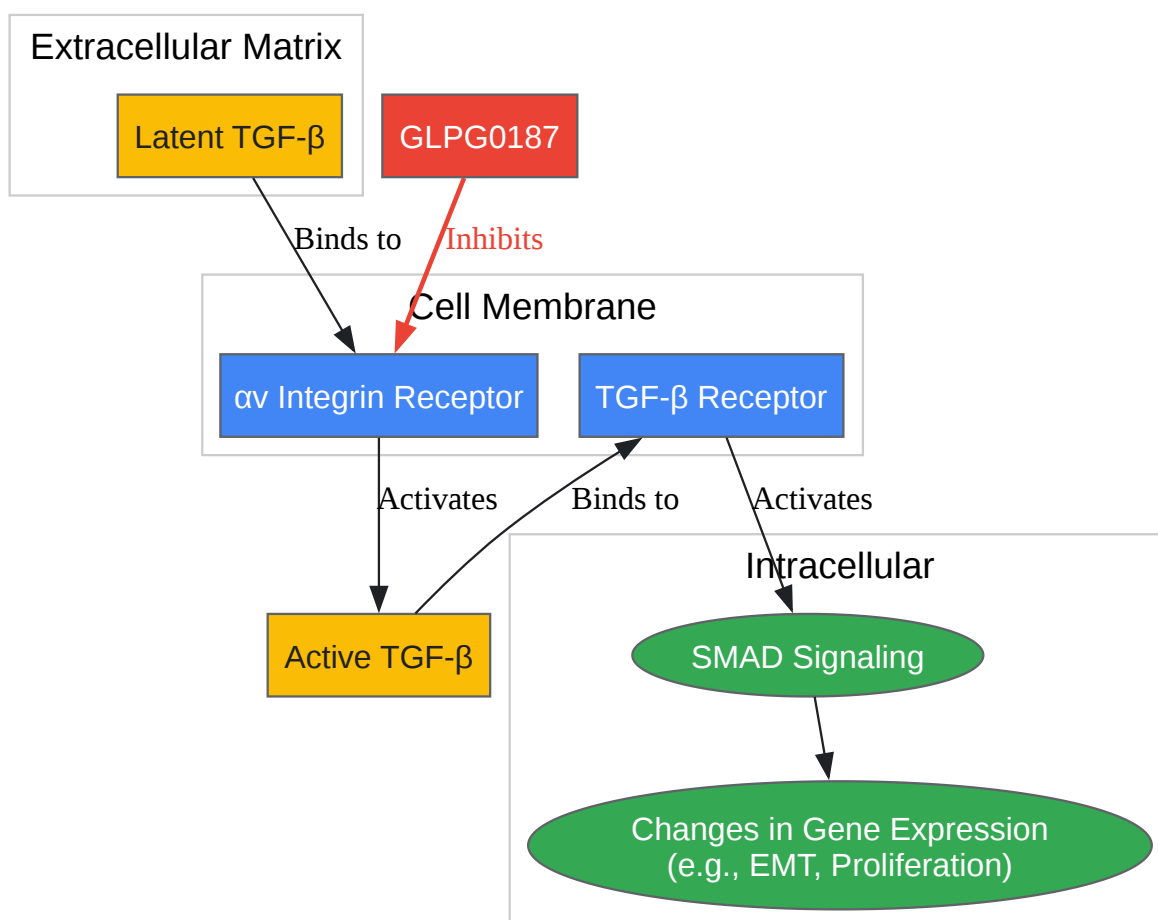 Extracellular Matrix
Latent TGF-β
GLPG0187
Binds to
Inhibits
Cell Membrane
αv Integrin Receptor
TGF-β Receptor
Activates
Binds to
Activates
Intracellular
Active TGF-β
SMAD Signaling
Changes in Gene Expression
(e.g., EMT, Proliferation)